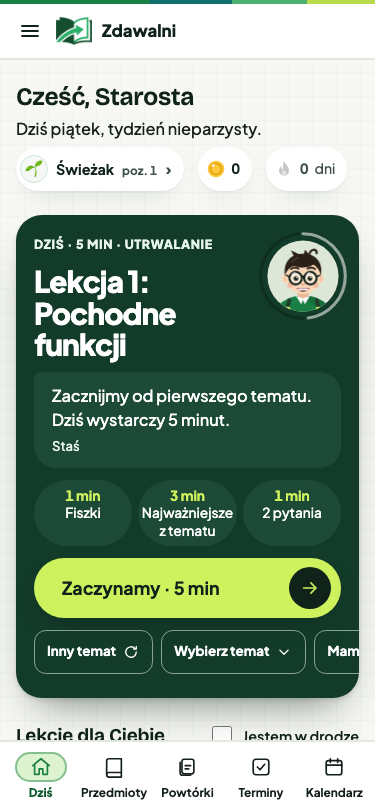 Zdawalni
Cześć, Starosta
Dziś piątek, tydzień nieparzysty.
Świeżak poz. 1 › 0 0 dni
DZIŚ · 5 MIN · UTRWALANIE
Lekcja 1:
Pochodne
funkcji
Zacznijmy od pierwszego tematu.
Dziś wystarczy 5 minut.
Staś
1 min 3 min 1 min
Fiszki Najważniejsze 2 pytania
z tematu
Zaczynamy · 5 min
Inny temat Wybierz temat Mam
Lekcje dla Ciebie Jestem w drodze
Dziś Przedmioty Powtórki Terminy Kalendarz